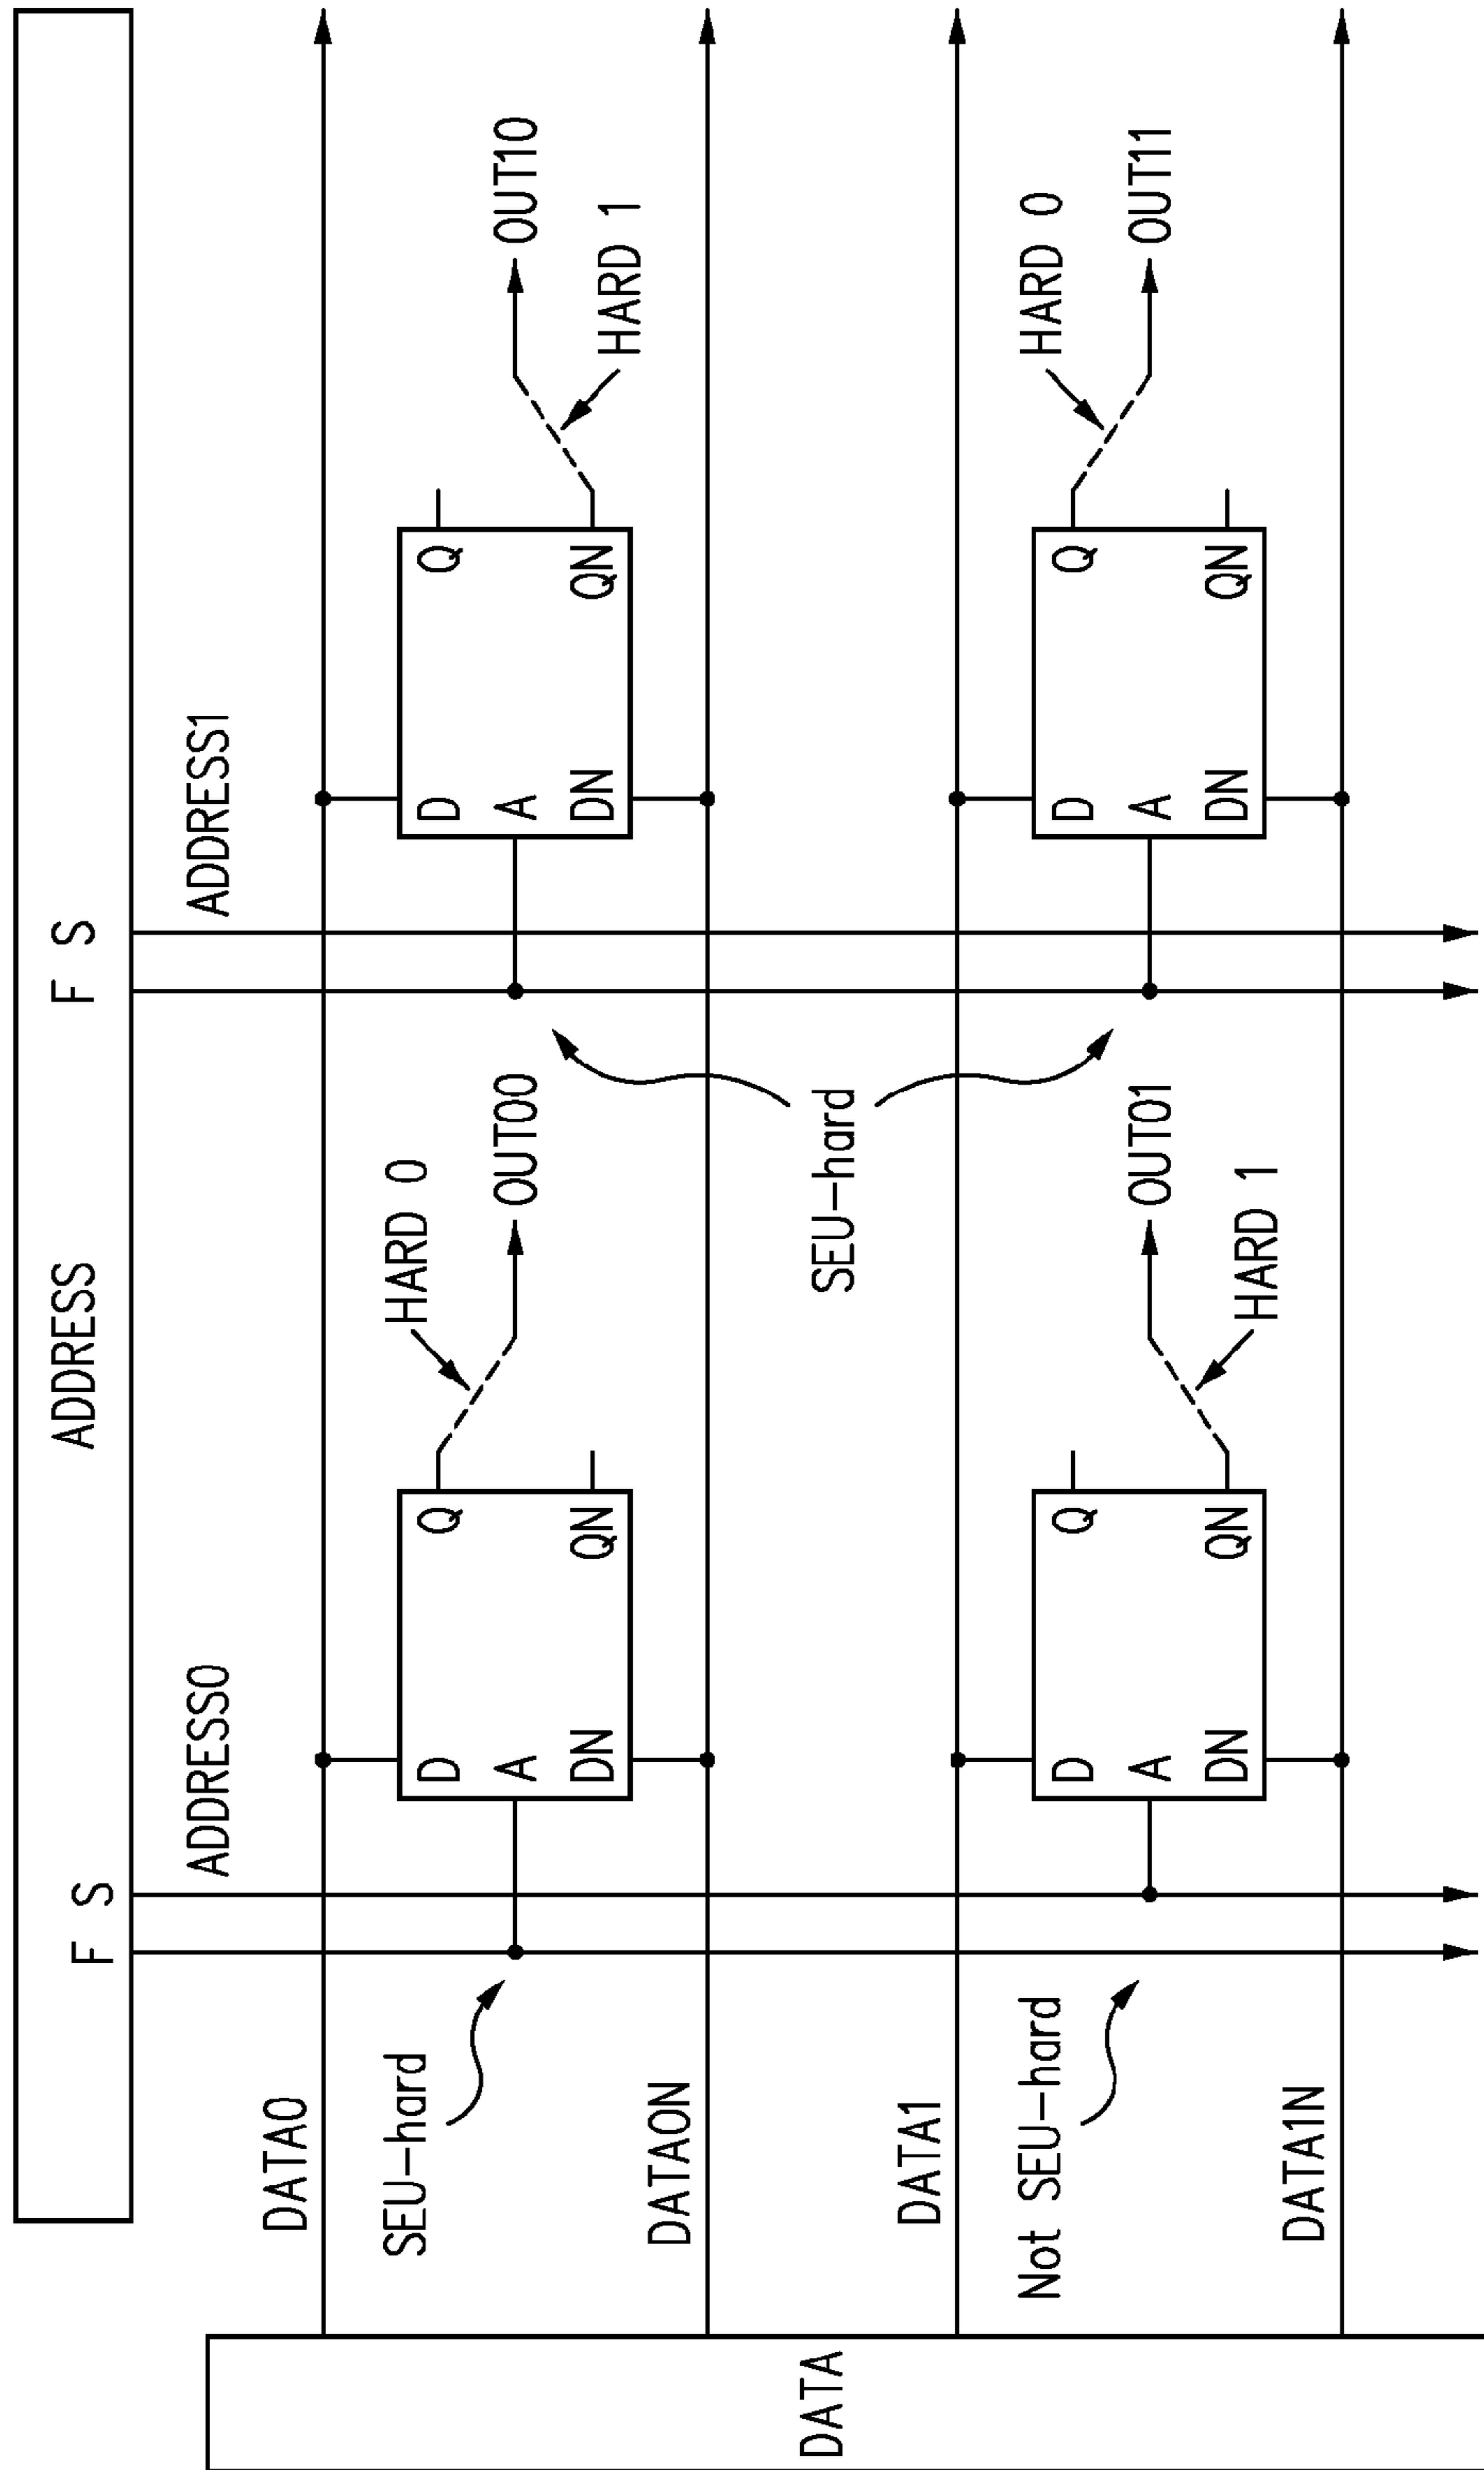 ADDRESS
F S
F S
ADDRESS0
ADDRESS1
DATA0
SEU-hard
D
A
DN
Q
QN
HARD 0
OUT00
D
A
DN
Q
QN
OUT10
HARD 1
DATA0N
DATA
SEU-hard
DATA1
Not SEU-hard
D
A
DN
Q
QN
OUT01
HARD 1
D
A
DN
Q
QN
HARD 0
OUT11
DATA1N